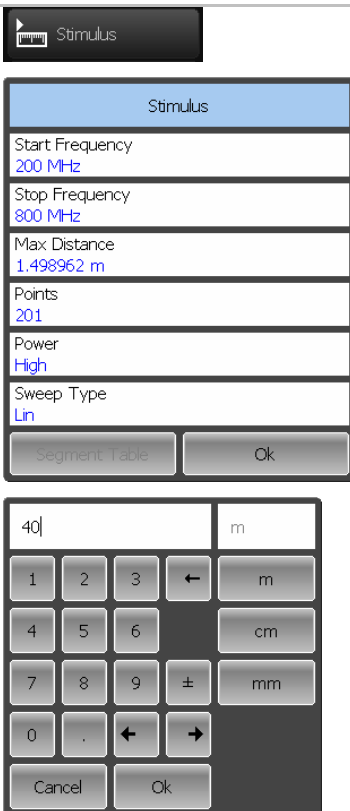 Stimulus
Stimulus
Start Frequency
200 MHz
Stop Frequency
800 MHz
Max Distance
1.498962 m
Points
201
Power
High
Sweep Type
Lin
Segment Table Ok
40 m
1 2 3 ← m
4 5 6 cm
7 8 9 ± mm
0 . 🡄 🡆
Cancel Ok